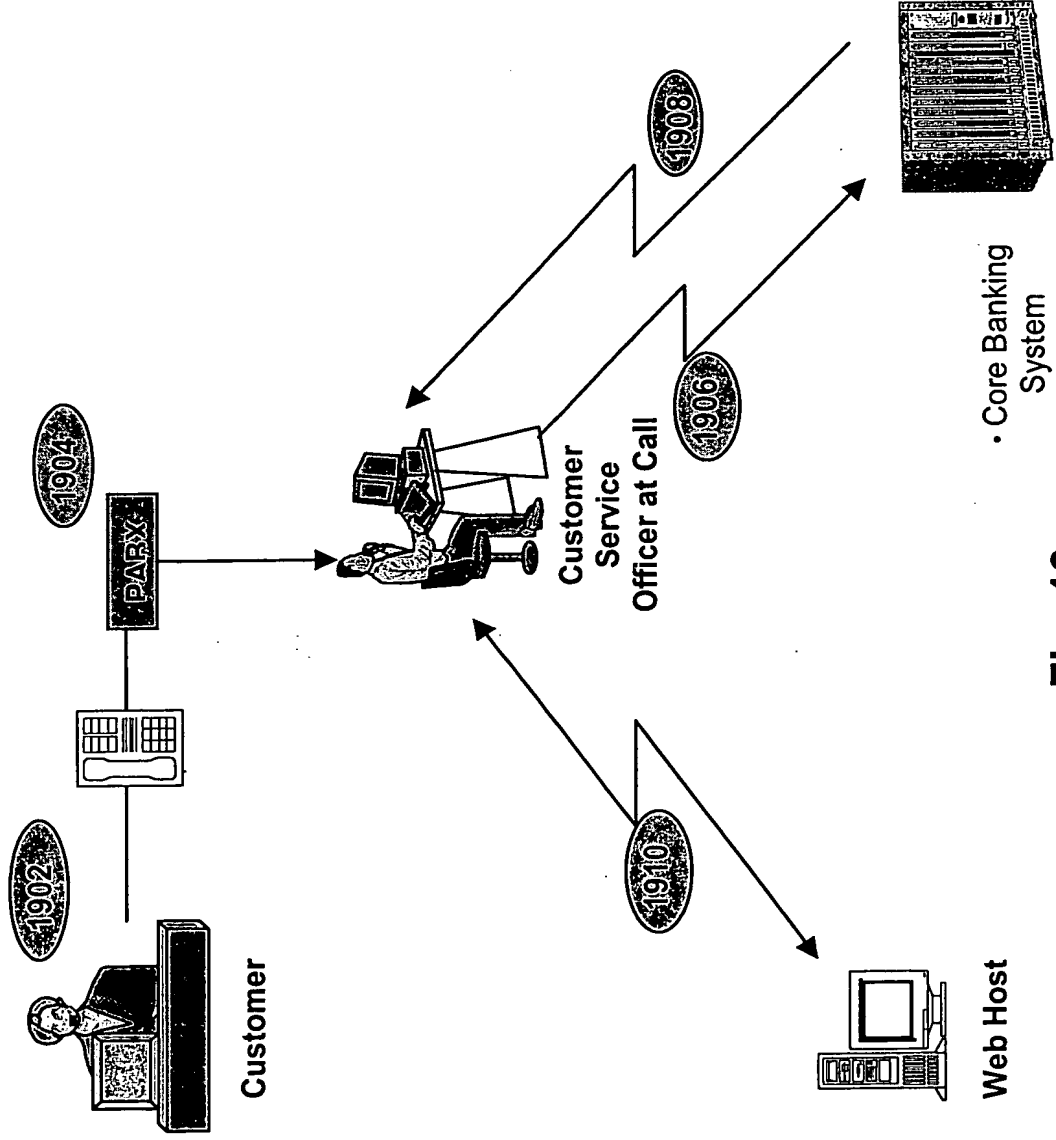 1902
Customer
1904
PABX
Customer
Service
Officer at Call
1908
1906
1910
Web Host
• Core Banking
System